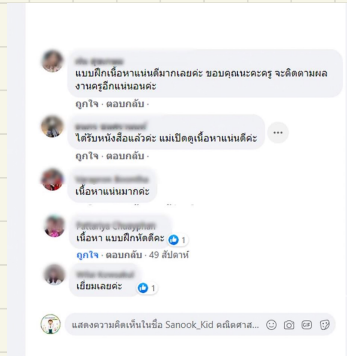 แบบฝึกเนื้อหาแน่นดีมากเลยค่ะ ขอบคุณนะคะครู จะติดตามผล
งานครูอีกแน่นอนค่ะ
ถูกใจ · ตอบกลับ ·
ได้รับหนังสือแล้วค่ะ แม่เปิดดูเนื้อหาแน่นดีค่ะ
ถูกใจ · ตอบกลับ ·
เนื้อหาแน่นมากค่ะ
เนื้อหา แบบฝึกหัดดีคะ 1
ถูกใจ · ตอบกลับ · 49 สัปดาห์
เยี่ยมเลยค่ะ 1
แสดงความคิดเห็นในชื่อ Sanook_Kid คณิตศาส...